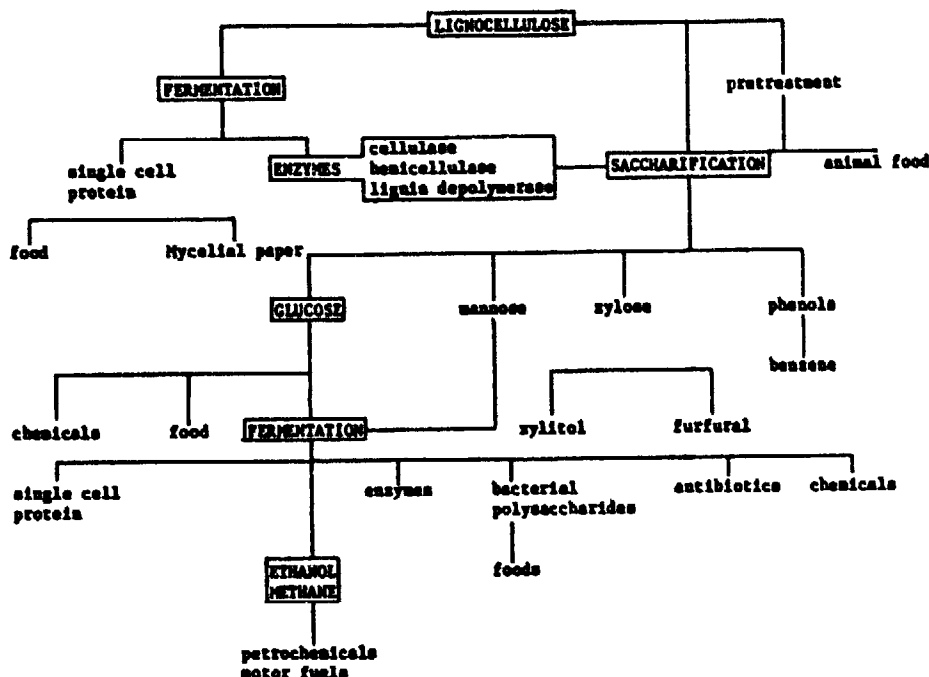 LIGNOCELLULOSE
FERMENTATION
pretreatment
single cell
protein
ENZYMES
cellulase
hemicellulase
lignin depolymerase
SACCHARIFICATION
animal food
food
Mycelial paper
GLUCOSE
mannose
xylose
phenols
benzene
chemicals
food
FERMENTATION
xylitol
furfural
single cell
protein
enzymes
bacterial
polysaccharides
antibiotics
chemicals
foods
ETHANOL
METHANE
petrochemicals
motor fuels